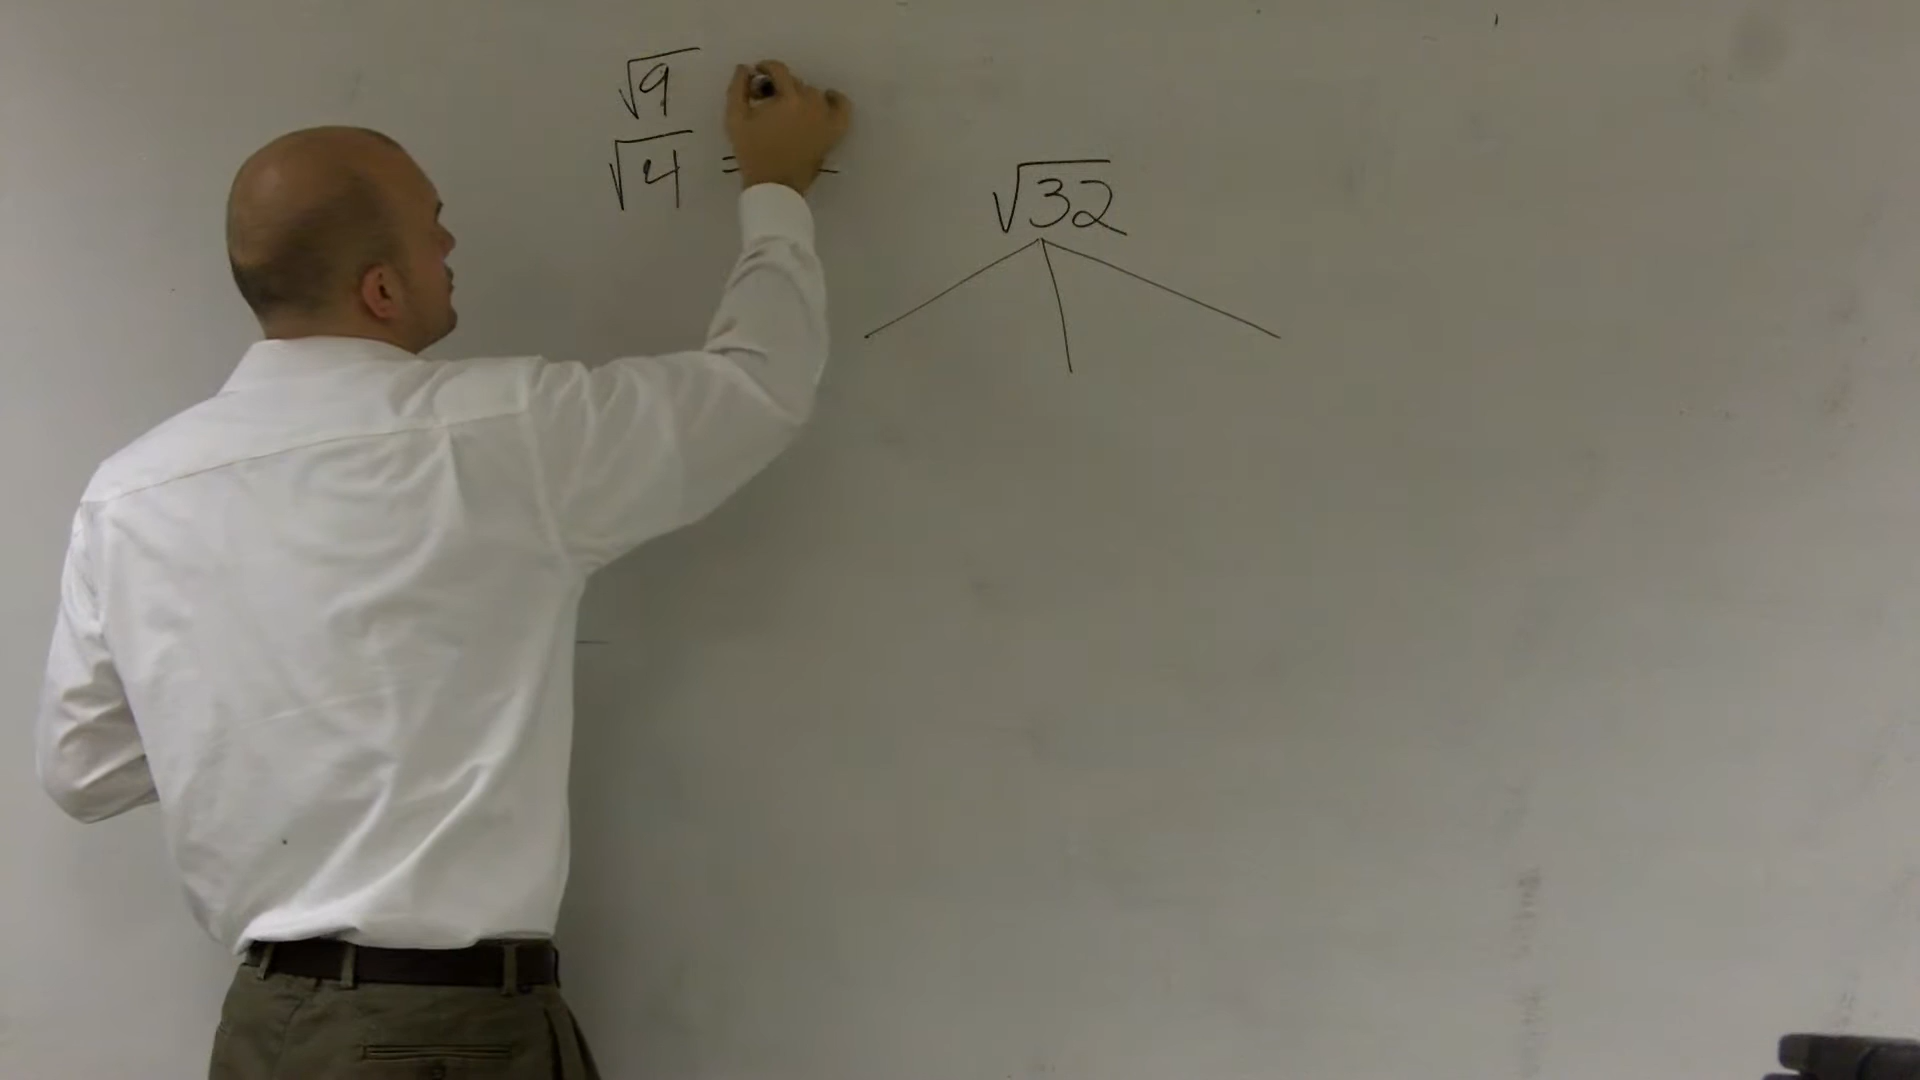 √9
√4 =
√32